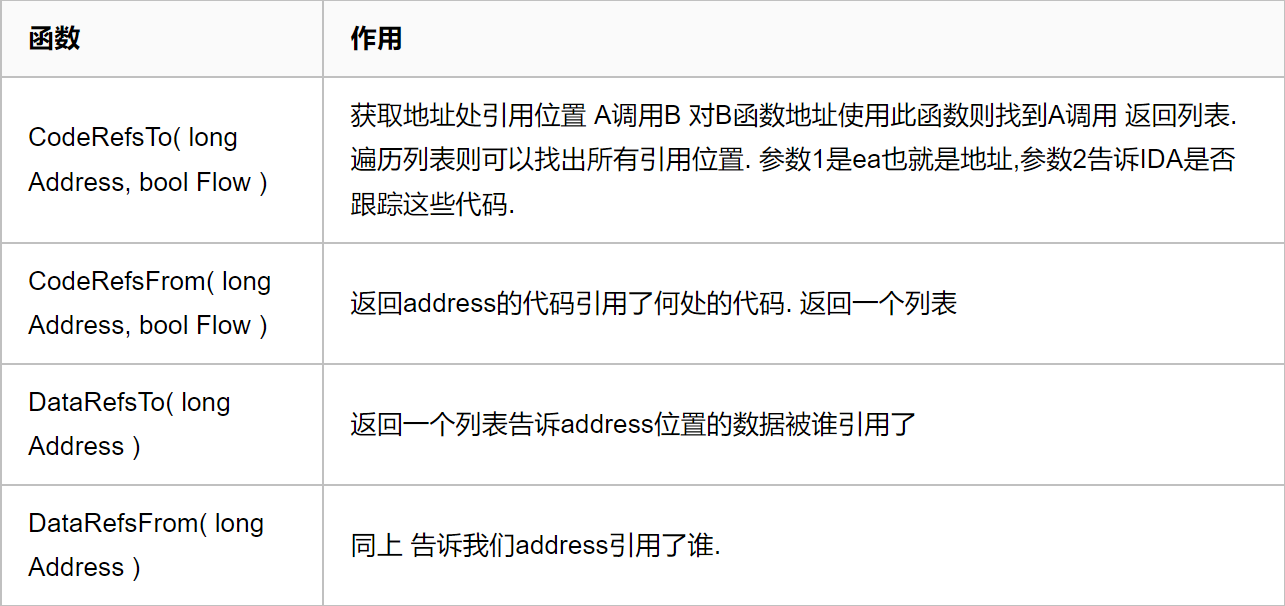 函数
作用
CodeRefsTo( long
Address, bool Flow )
获取地址处引用位置 A调用B 对B函数地址使用此函数则找到A调用 返回列表.
遍历列表则可以找出所有引用位置. 参数1是ea也就是地址,参数2告诉IDA是否
跟踪这些代码.
CodeRefsFrom( long
Address, bool Flow )
返回address的代码引用了何处的代码. 返回一个列表
DataRefsTo( long
Address )
返回一个列表告诉address位置的数据被谁引用了
DataRefsFrom( long
Address )
同上 告诉我们address引用了谁.